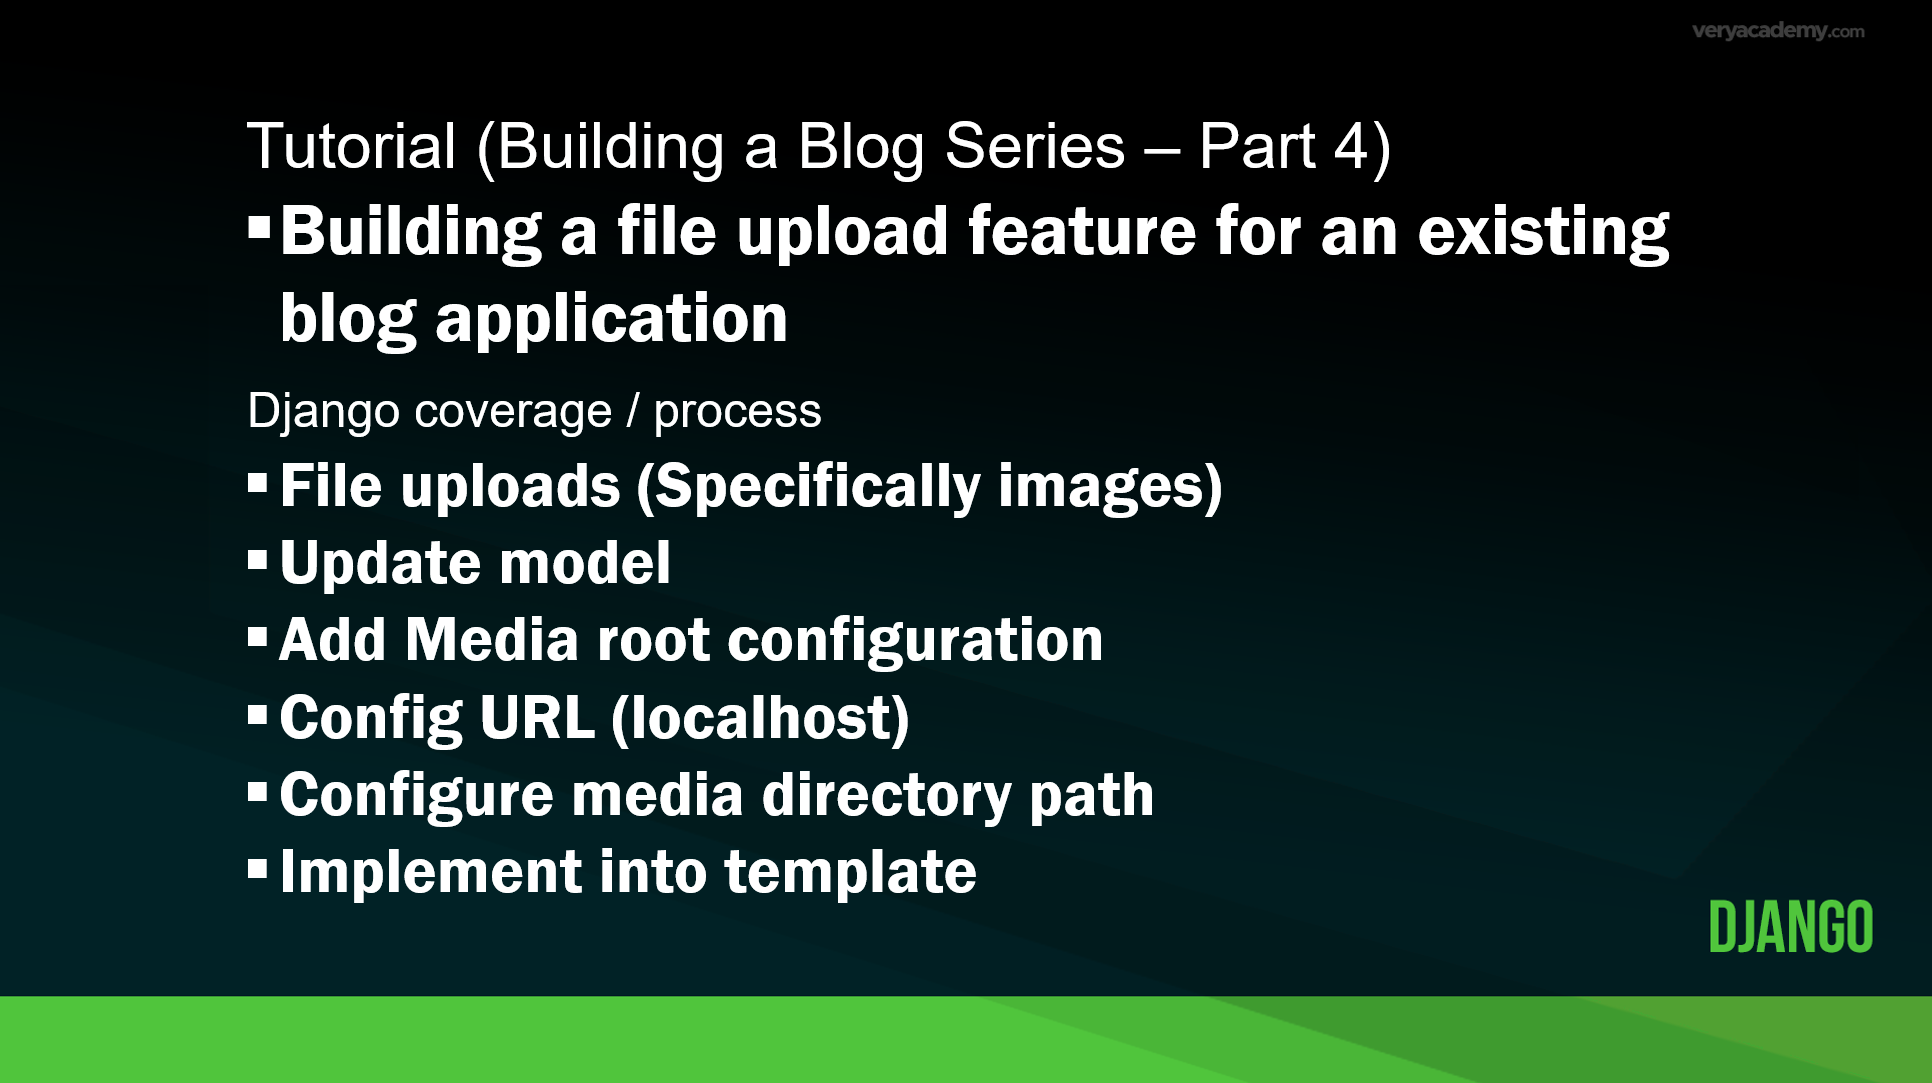 veryacademy.com
Tutorial (Building a Blog Series – Part 4)
▪Building a file upload feature for an existing
blog application
Django coverage / process
▪File uploads (Specifically images)
▪Update model
▪Add Media root configuration
▪Config URL (localhost)
▪Configure media directory path
▪Implement into template
DJANGO